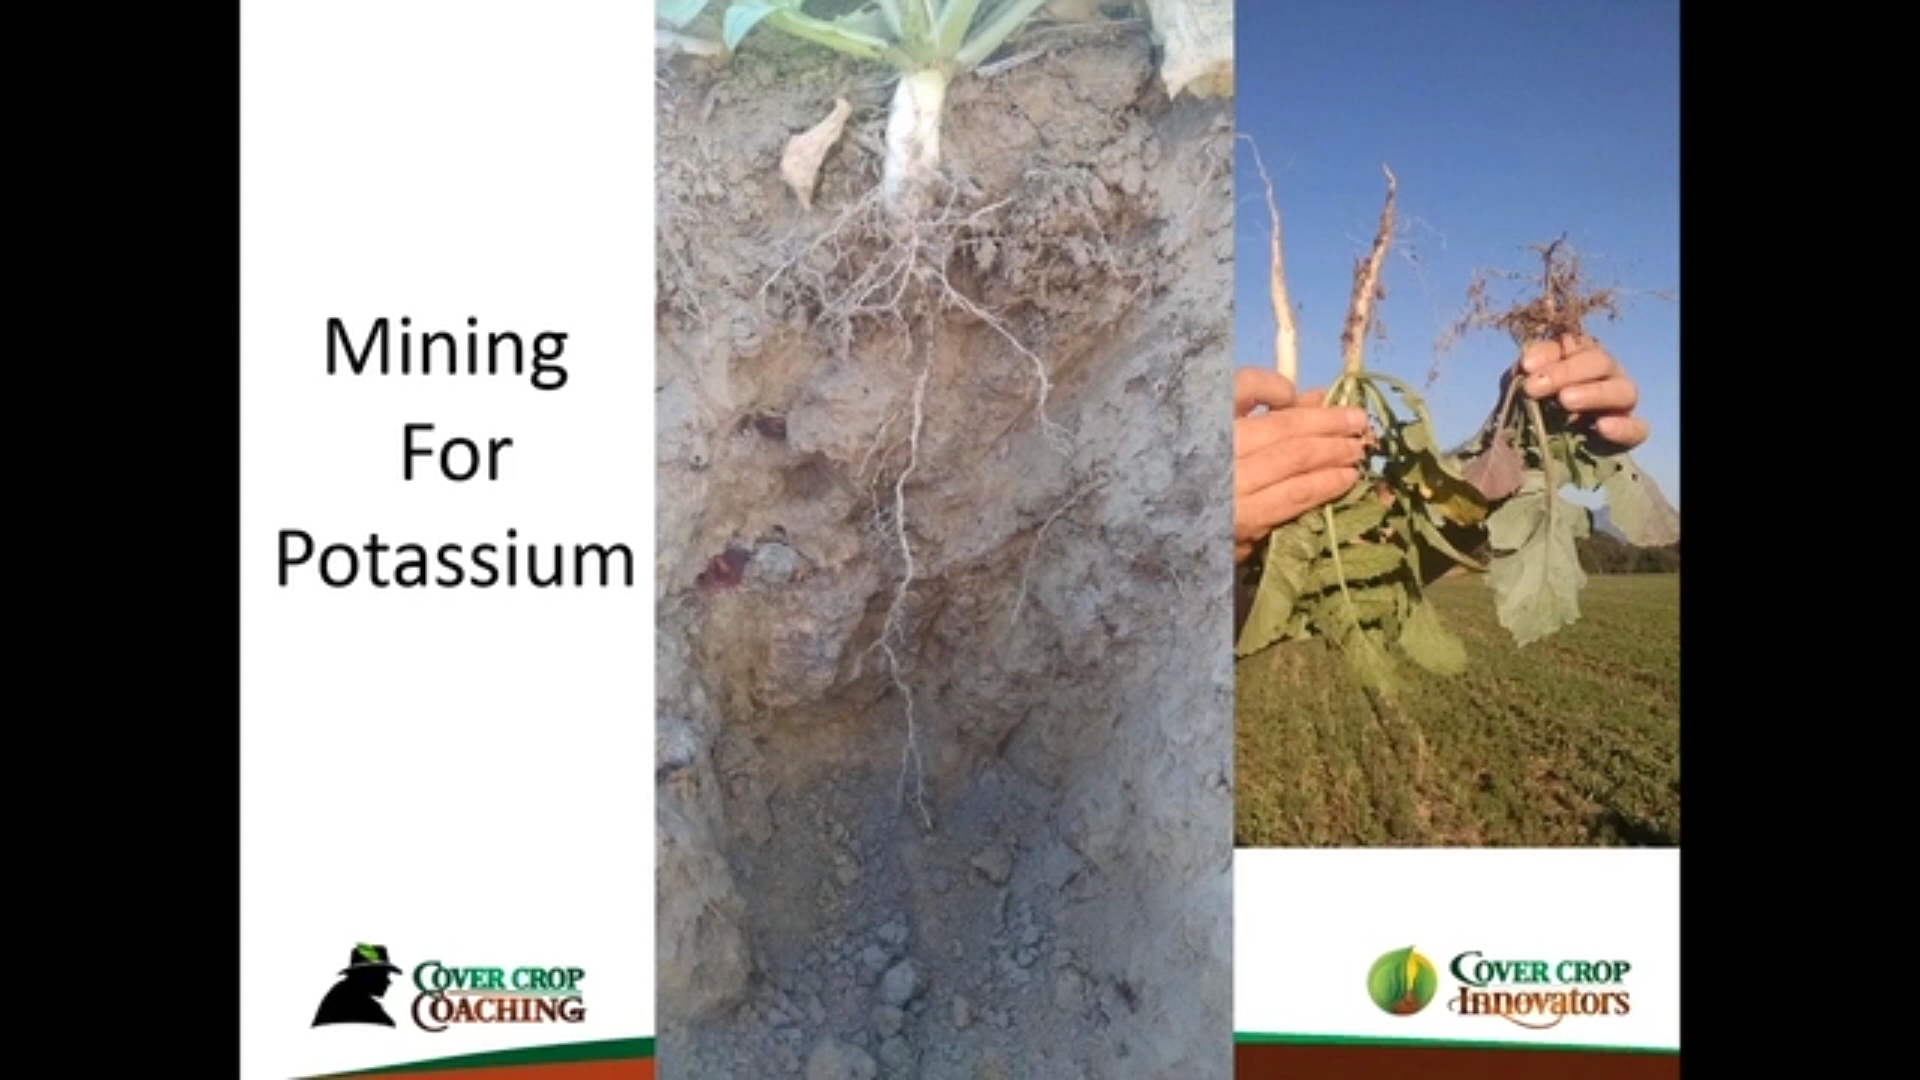 Mining
For
Potassium
COVER CROP
COACHING
COVER CROP
Innovators